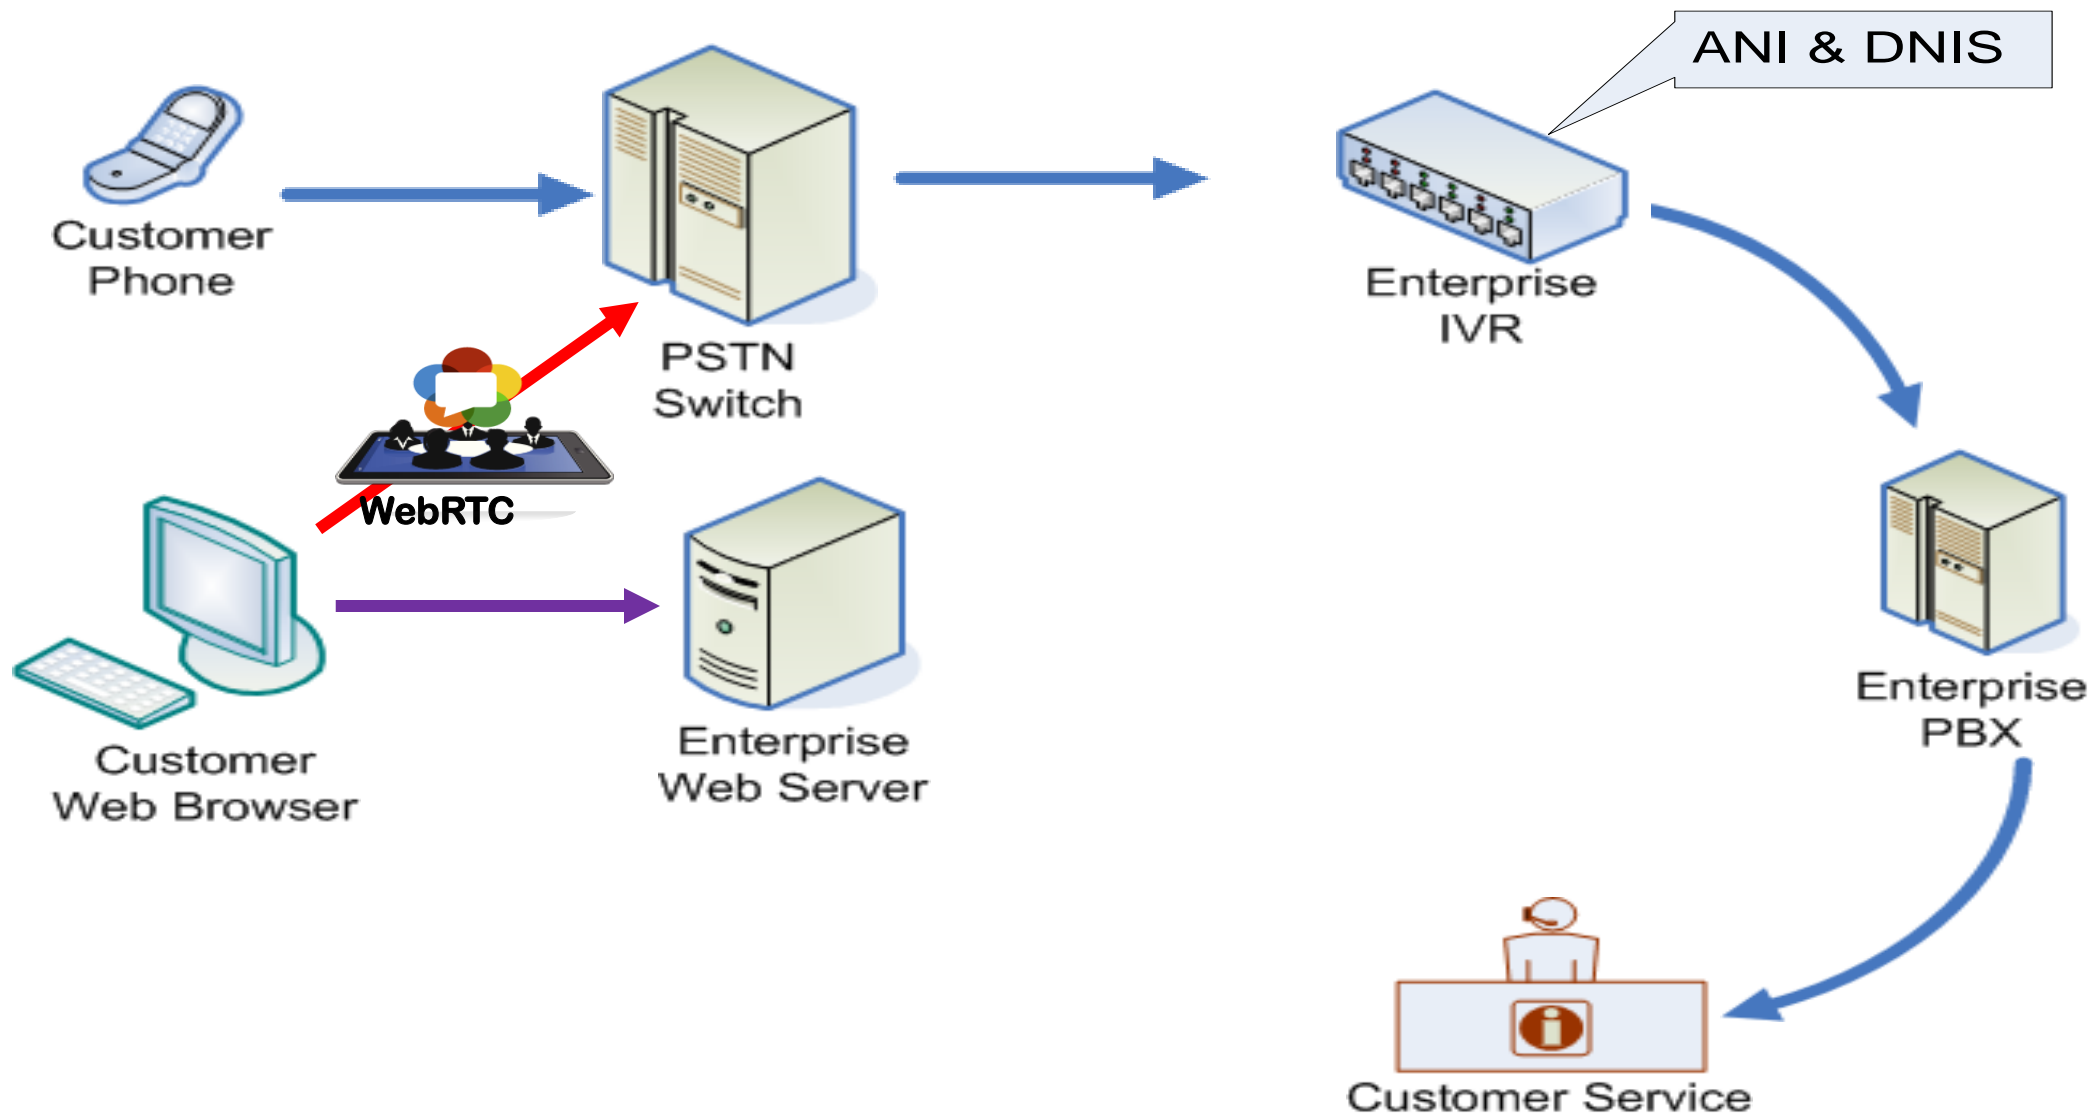 ANI & DNIS
Customer
Phone
PSTN
Switch
Enterprise
IVR
WebRTC
Customer
Web Browser
Enterprise
Web Server
Enterprise
PBX
Customer Service